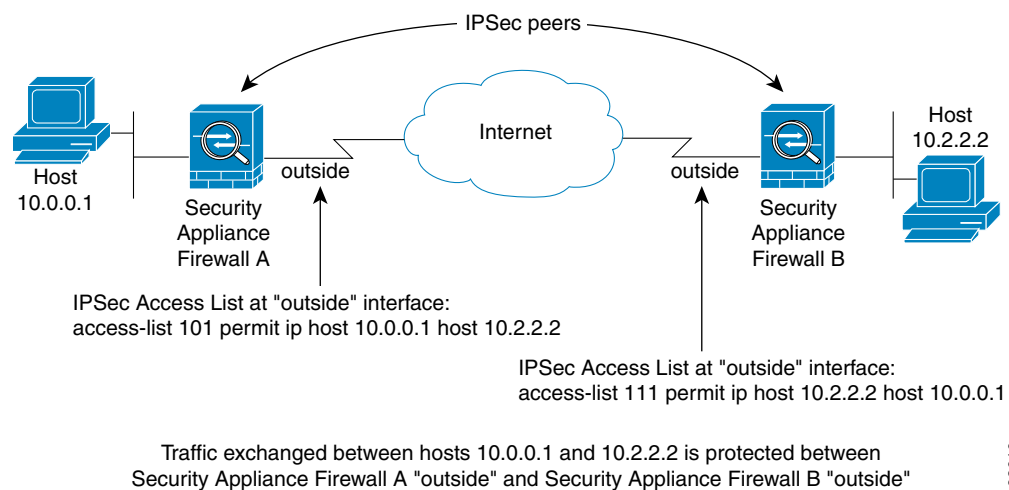 IPSec peers
Internet
Host
10.0.0.1
Security
Appliance
Firewall A
outside
outside
Security
Appliance
Firewall B
Host
10.2.2.2
IPSec Access List at "outside" interface:
access-list 101 permit ip host 10.0.0.1 host 10.2.2.2
IPSec Access List at "outside" interface:
access-list 111 permit ip host 10.2.2.2 host 10.0.0.1
Traffic exchanged between hosts 10.0.0.1 and 10.2.2.2 is protected between
Security Appliance Firewall A "outside" and Security Appliance Firewall B "outside"